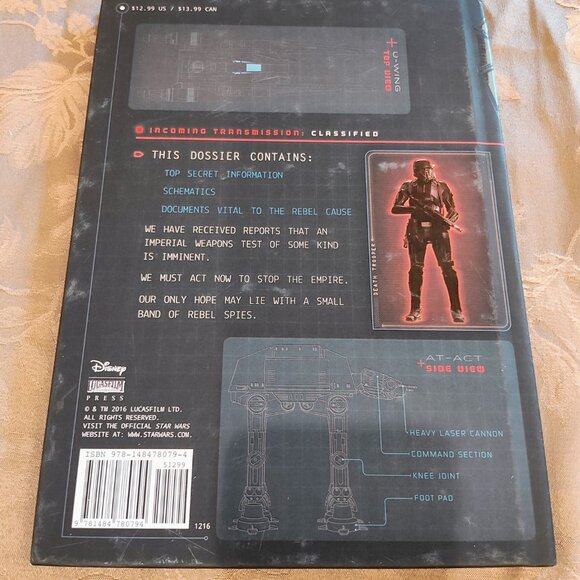 $12.99 US / $13.99 CAN
U-WING
TOP VIEW
INCOMING TRANSMISSION: CLASSIFIED
THIS DOSSIER CONTAINS:
TOP SECRET INFORMATION
SCHEMATICS
DOCUMENTS VITAL TO THE REBEL CAUSE
WE HAVE RECEIVED REPORTS THAT AN
IMPERIAL WEAPONS TEST OF SOME KIND
IS IMMINENT.
WE MUST ACT NOW TO STOP THE EMPIRE.
OUR ONLY HOPE MAY LIE WITH A SMALL
BAND OF REBEL SPIES.
DEATH TROOPER
AT-ACT
SIDE VIEW
HEAVY LASER CANNON
COMMAND SECTION
KNEE JOINT
FOOT PAD
Disney
LUCASFILM
PRESS
© & TM 2016 LUCASFILM LTD.
ALL RIGHTS RESERVED.
VISIT THE OFFICIAL STAR WARS
WEBSITE AT: WWW.STARWARS.COM.
ISBN 978-148478079-4
51299
9 781484 780794
1216